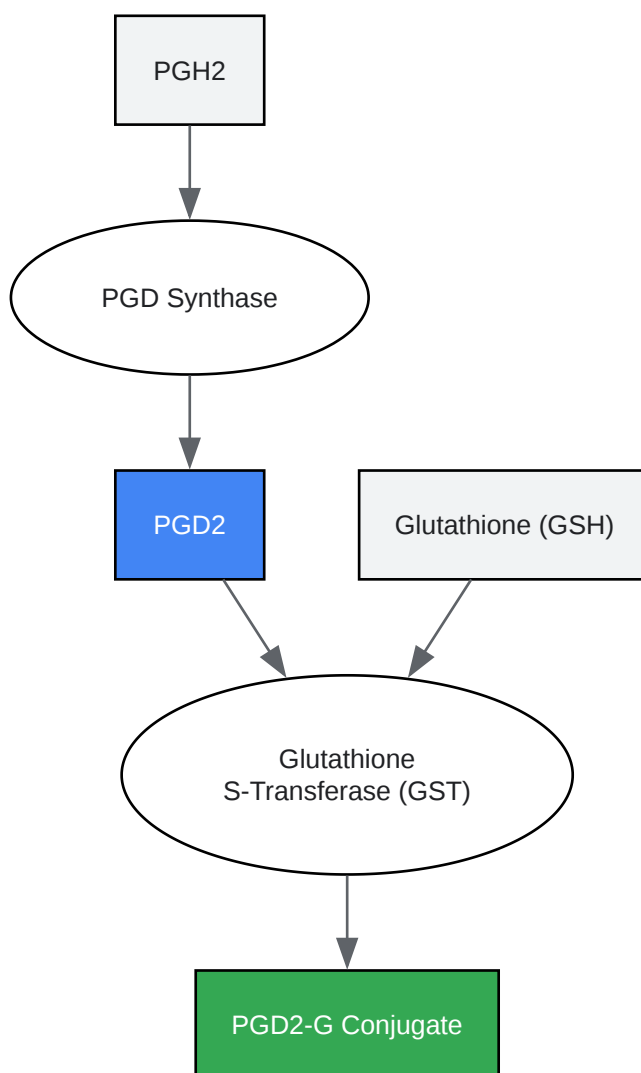 PGH2
PGD Synthase
PGD2
Glutathione (GSH)
Glutathione
S-Transferase (GST)
PGD2-G Conjugate